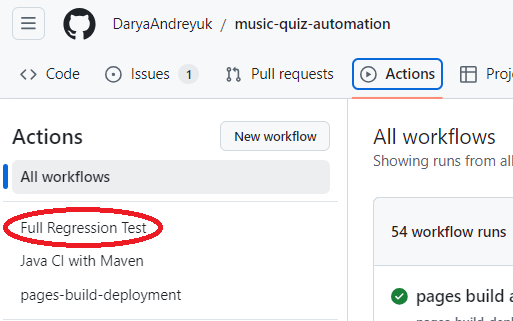 DaryaAndreyuk / music-quiz-automation
Code Issues 1 Pull requests Actions
Actions
New workflow
All workflows
Full Regression Test
Java CI with Maven
pages-build-deployment
All workflows
Showing runs from all
54 workflow runs
pages build a